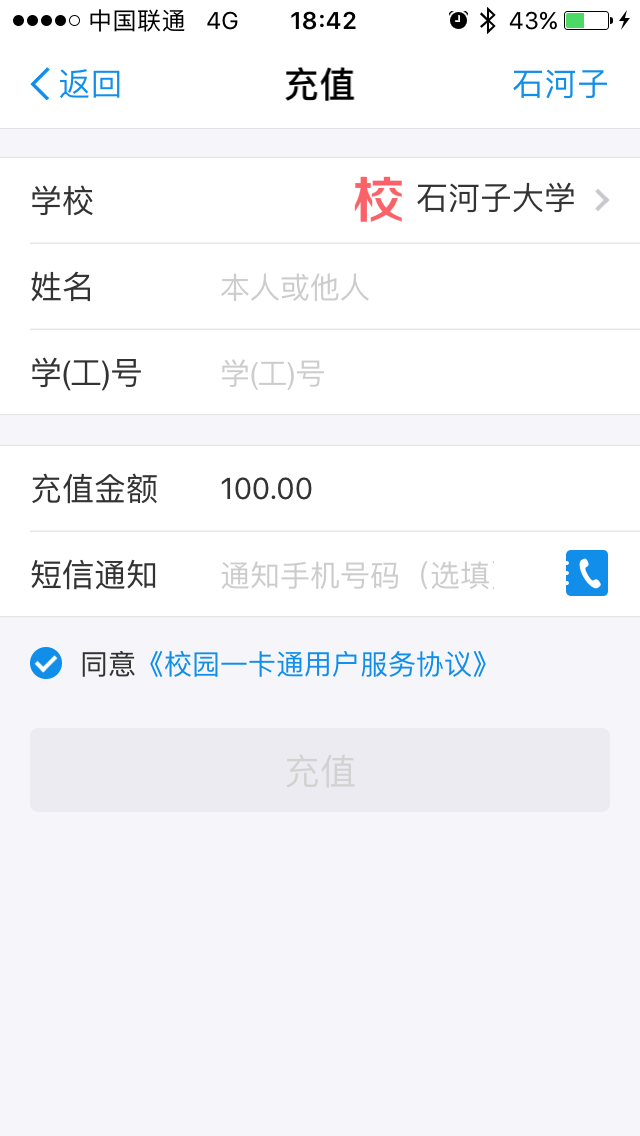 中国联通 4G 18:42 43%
返回 充值 石河子
学校 校 石河子大学
姓名 本人或他人
学(工)号 学(工)号
充值金额 100.00
短信通知 通知手机号码（选填
同意《校园一卡通用户服务协议》
充值